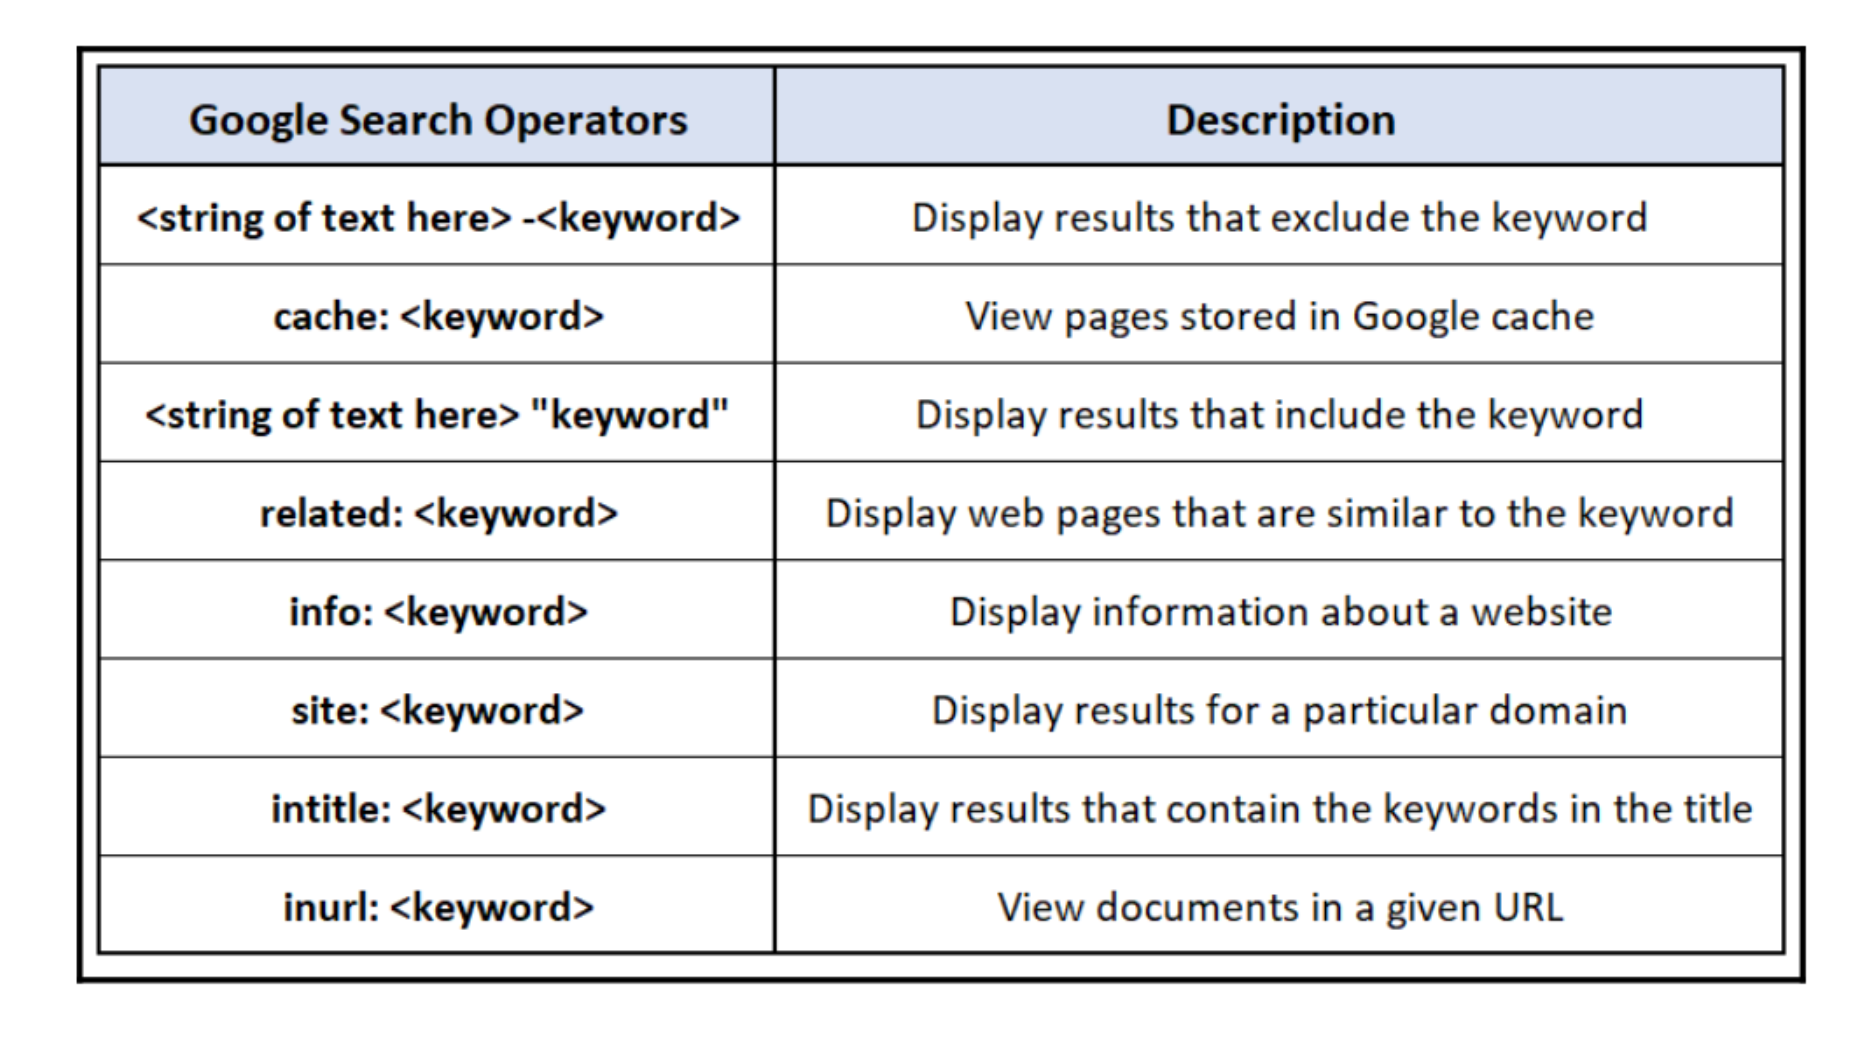 Google Search Operators Description
<string of text here> -<keyword> Display results that exclude the keyword
cache: <keyword> View pages stored in Google cache
<string of text here> "keyword" Display results that include the keyword
related: <keyword> Display web pages that are similar to the keyword
info: <keyword> Display information about a website
site: <keyword> Display results for a particular domain
intitle: <keyword> Display results that contain the keywords in the title
inurl: <keyword> View documents in a given URL